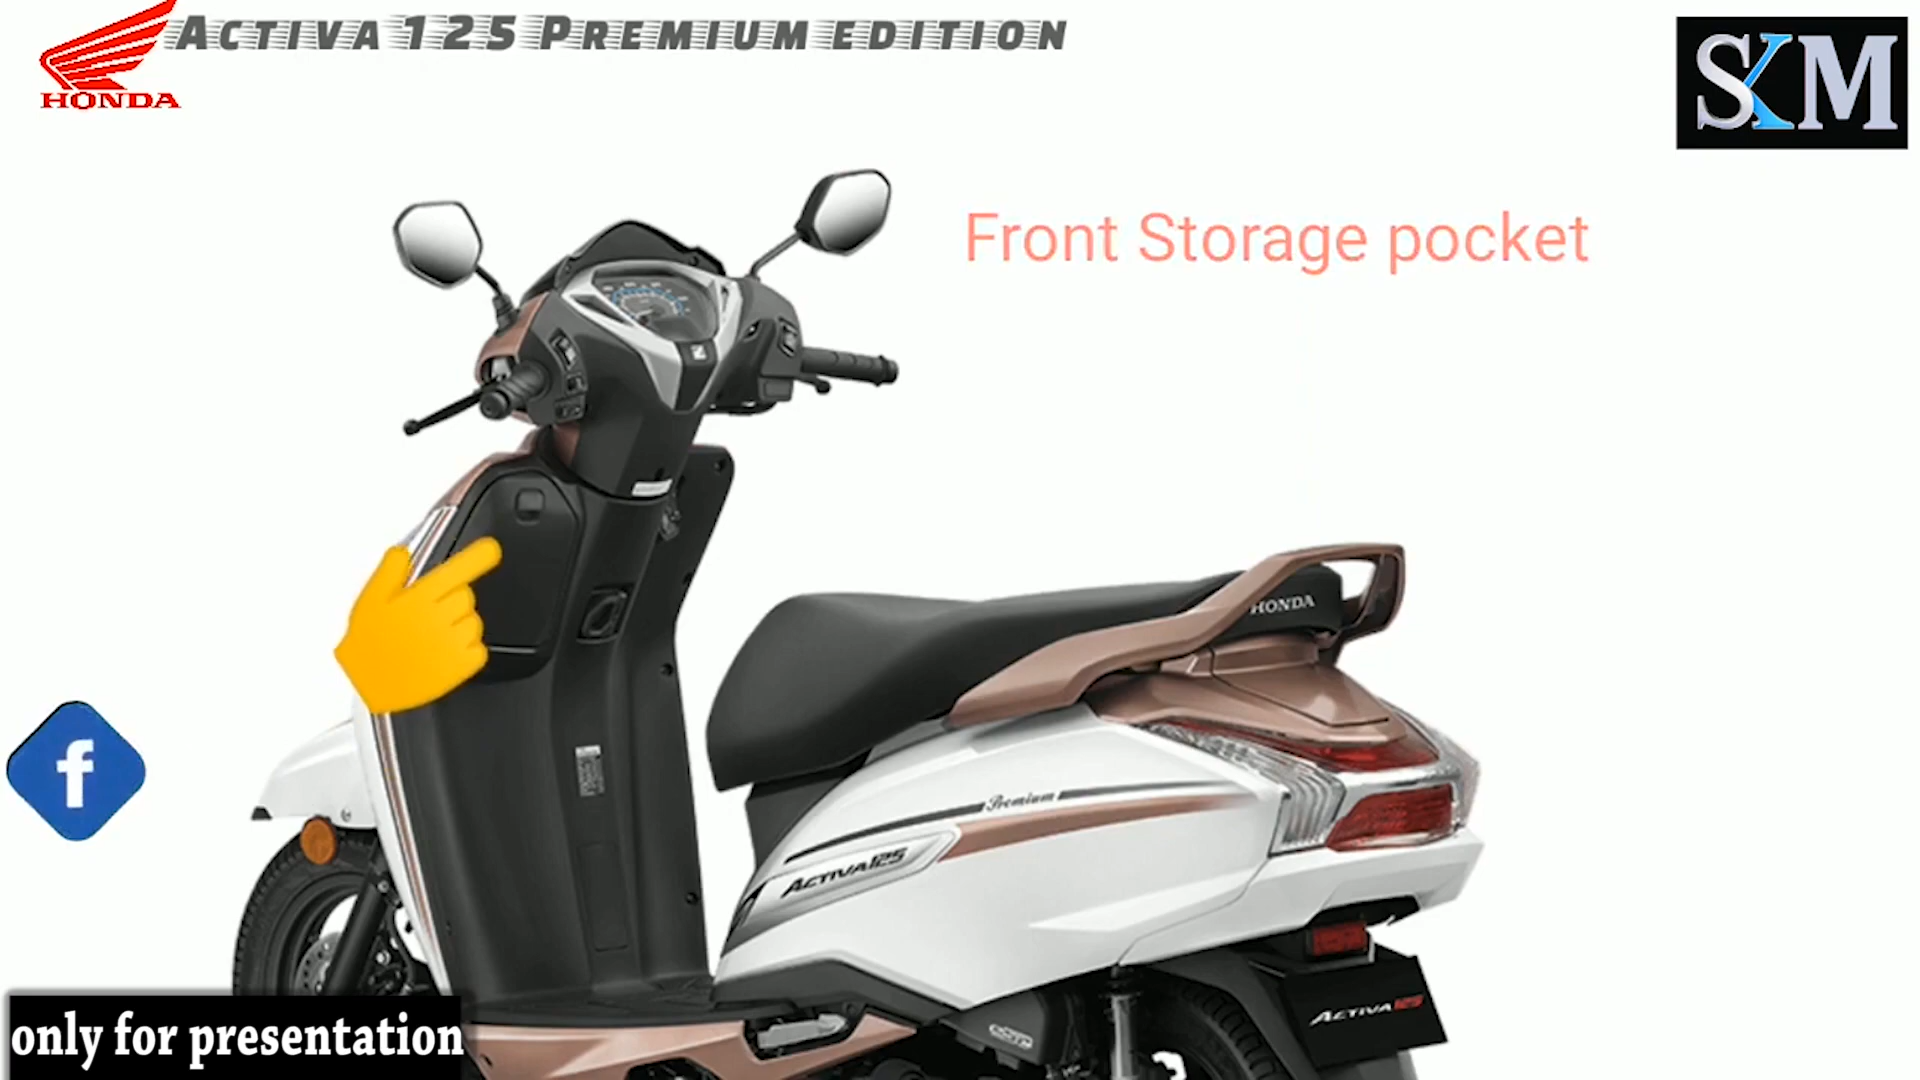 ACTIVA 125 PREMIUM EDITION
HONDA
SKM
Front Storage pocket
HONDA
f
Premium
ACTIVA125
ACTIVA125
only for presentation